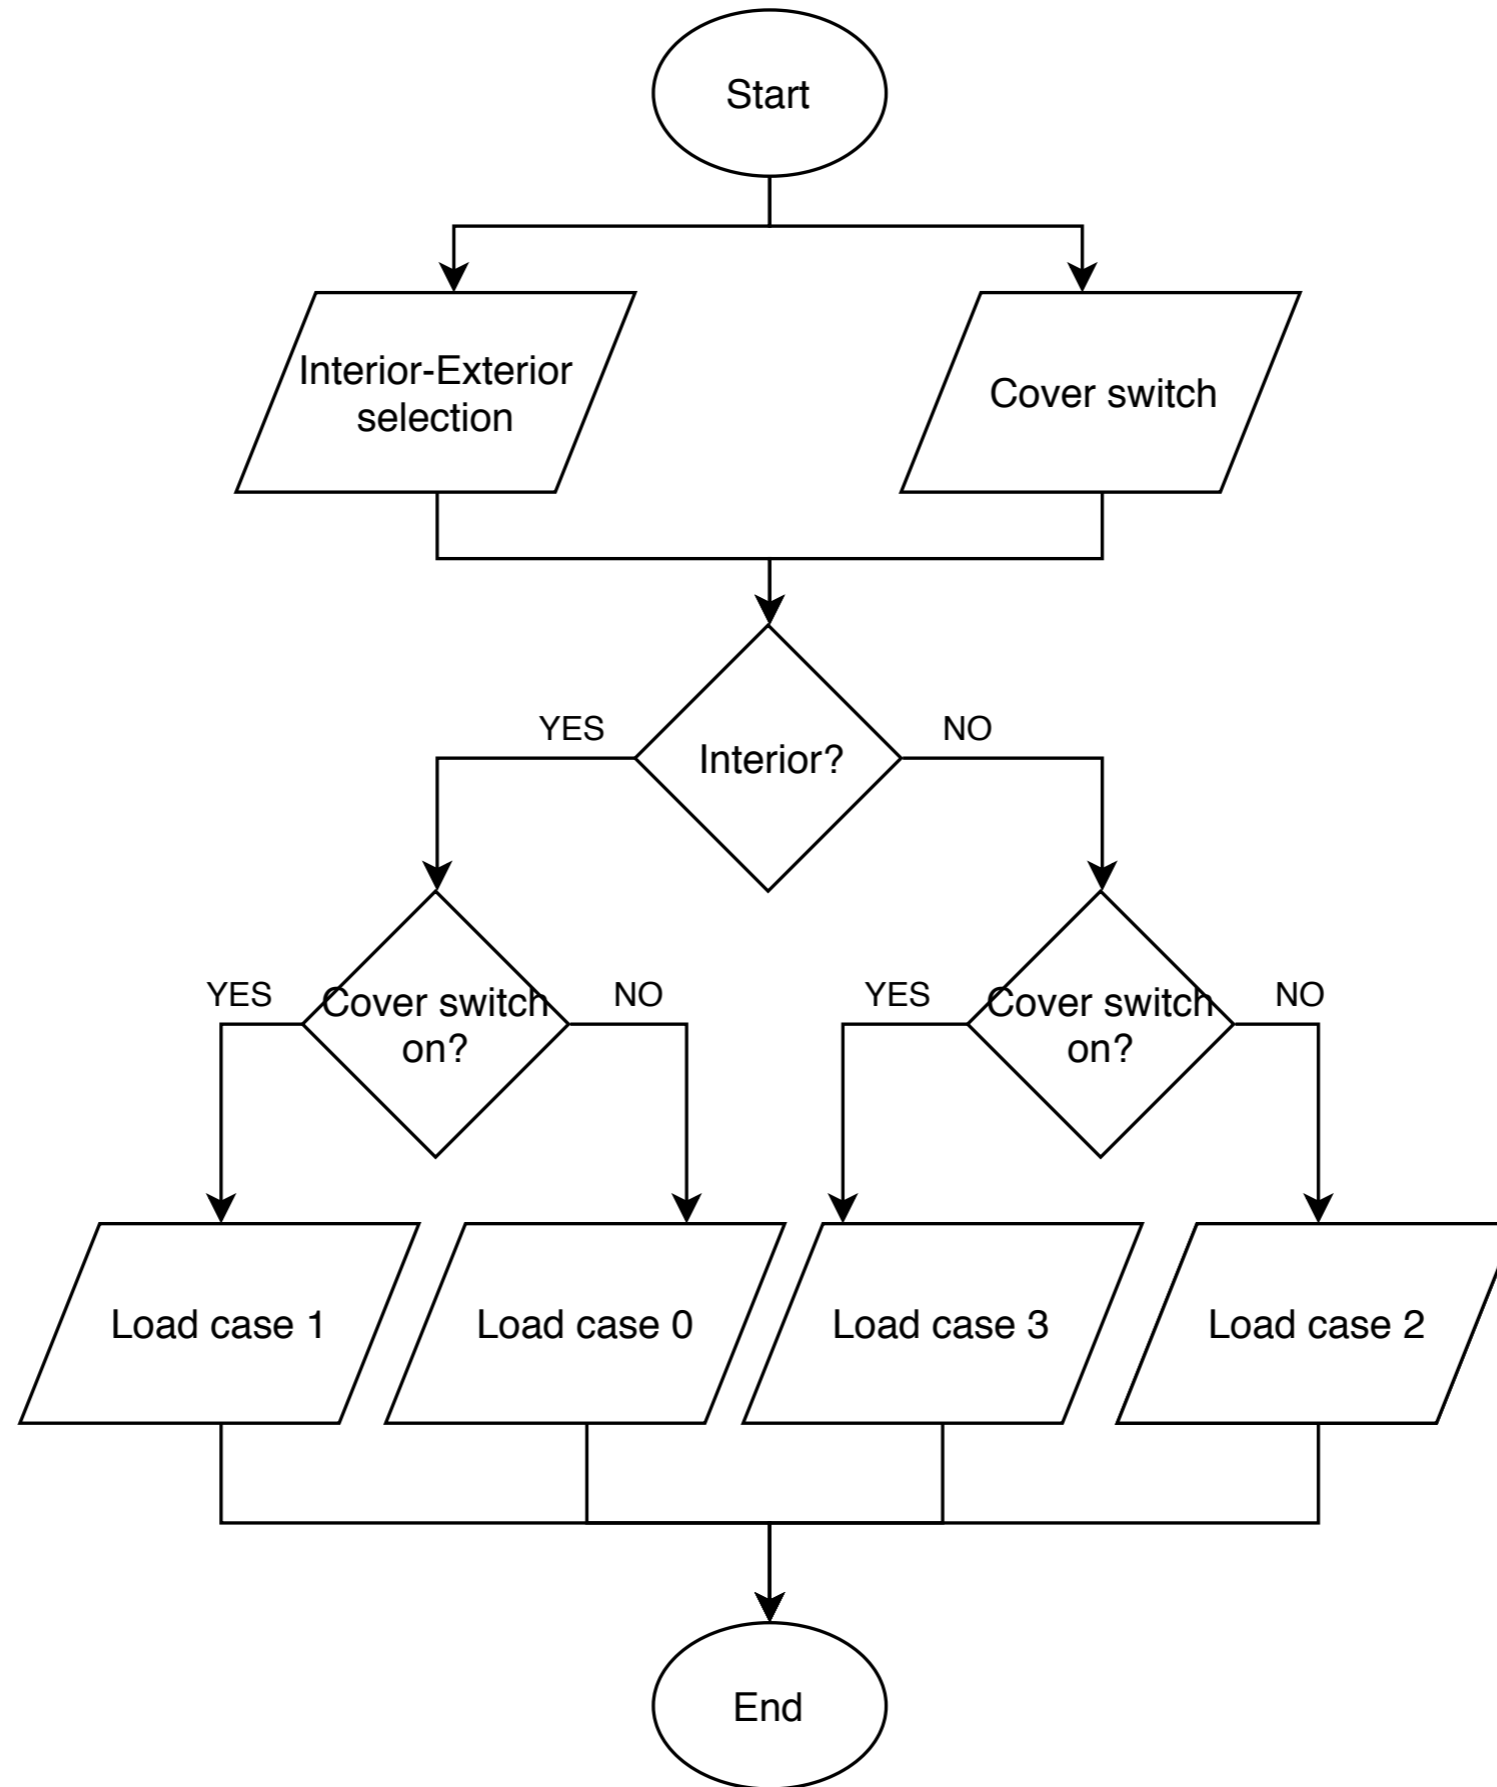 Start
Interior-Exterior
selection
Cover switch
Interior?
YES
NO
Cover switch
on?
YES
NO
Cover switch
on?
YES
NO
Load case 1
Load case 0
Load case 3
Load case 2
End